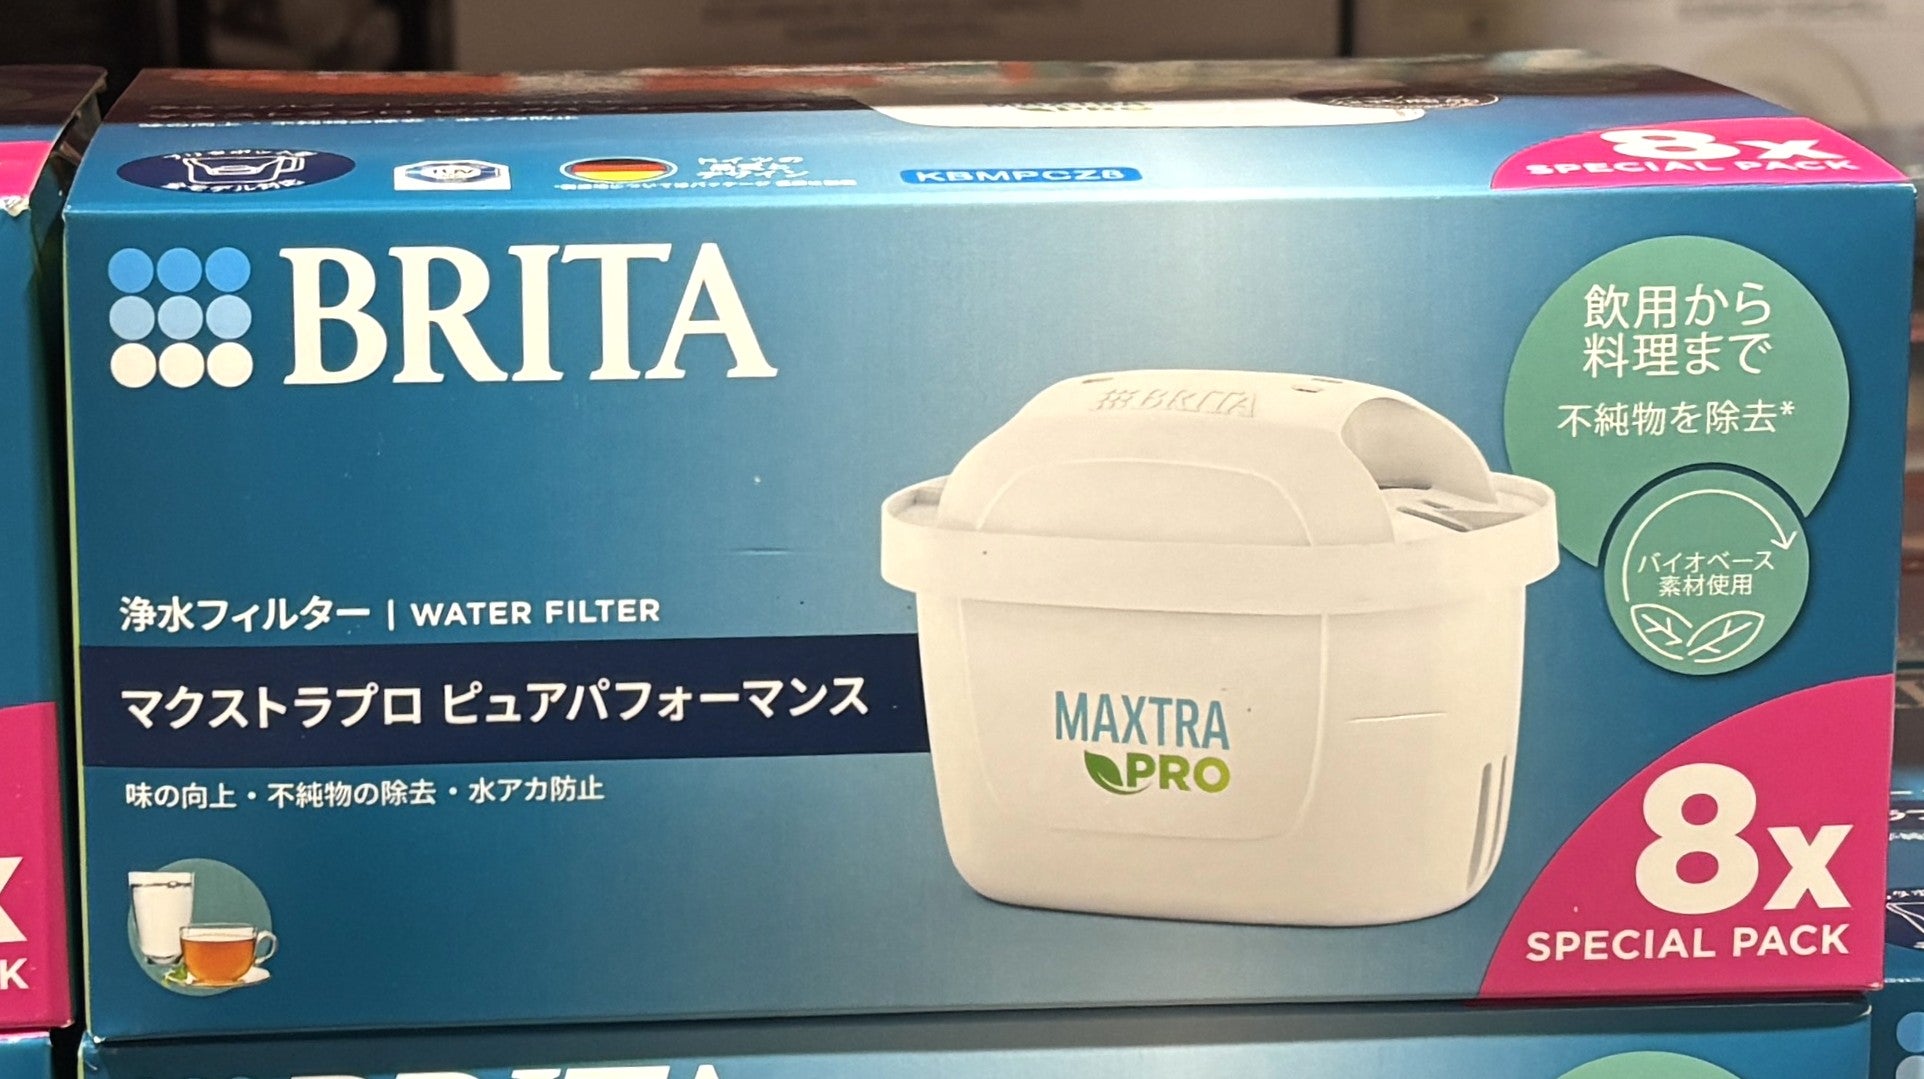 KBMPCZ8
8x
SPECIAL PACK
BRITA
飲用から
料理まで
不純物を除去*
BRITA
バイオベース
素材使用
浄水フィルター | WATER FILTER
マクストラプロ ピュアパフォーマンス
MAXTRA
PRO
味の向上・不純物の除去・水アカ防止
8x
SPECIAL PACK